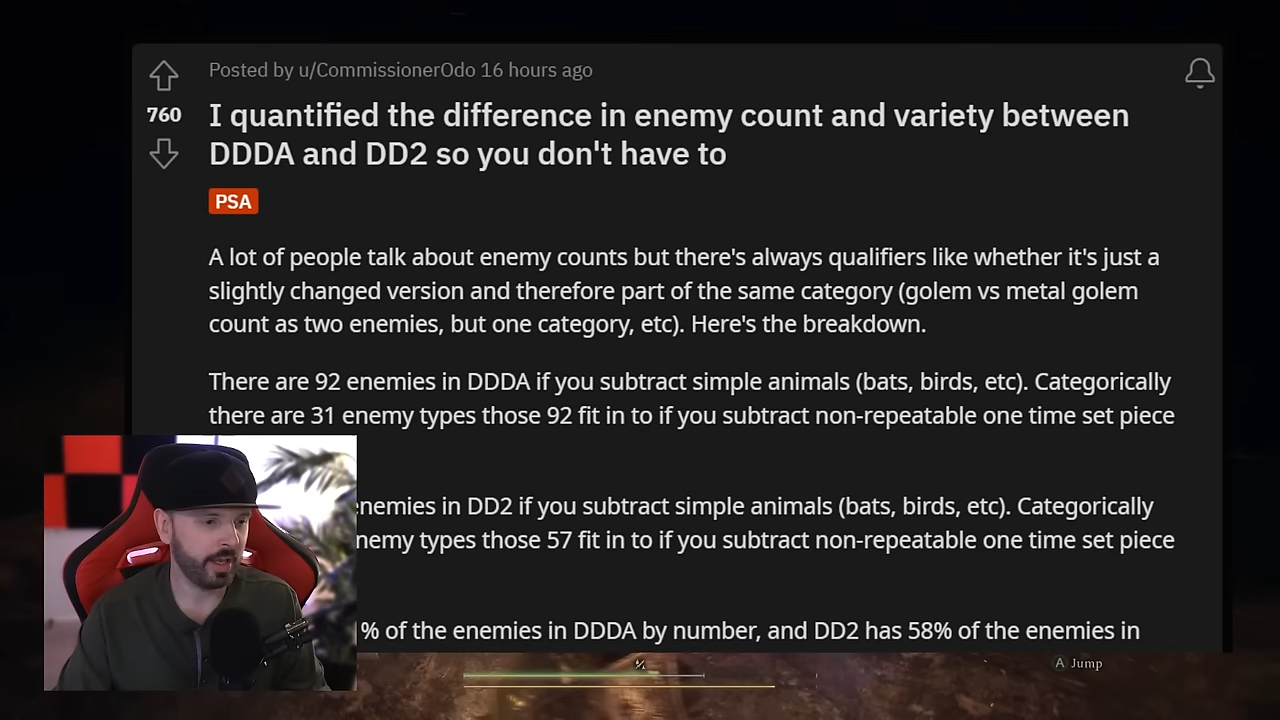 Posted by u/CommissionerOdo 16 hours ago
760
I quantified the difference in enemy count and variety between
DDDA and DD2 so you don't have to
PSA
A lot of people talk about enemy counts but there's always qualifiers like whether it's just a
slightly changed version and therefore part of the same category (golem vs metal golem
count as two enemies, but one category, etc). Here's the breakdown.
There are 92 enemies in DDDA if you subtract simple animals (bats, birds, etc). Categorically
there are 31 enemy types those 92 fit in to if you subtract non-repeatable one time set piece
enemies in DD2 if you subtract simple animals (bats, birds, etc). Categorically
enemy types those 57 fit in to if you subtract non-repeatable one time set piece
% of the enemies in DDDA by number, and DD2 has 58% of the enemies in
A Jump